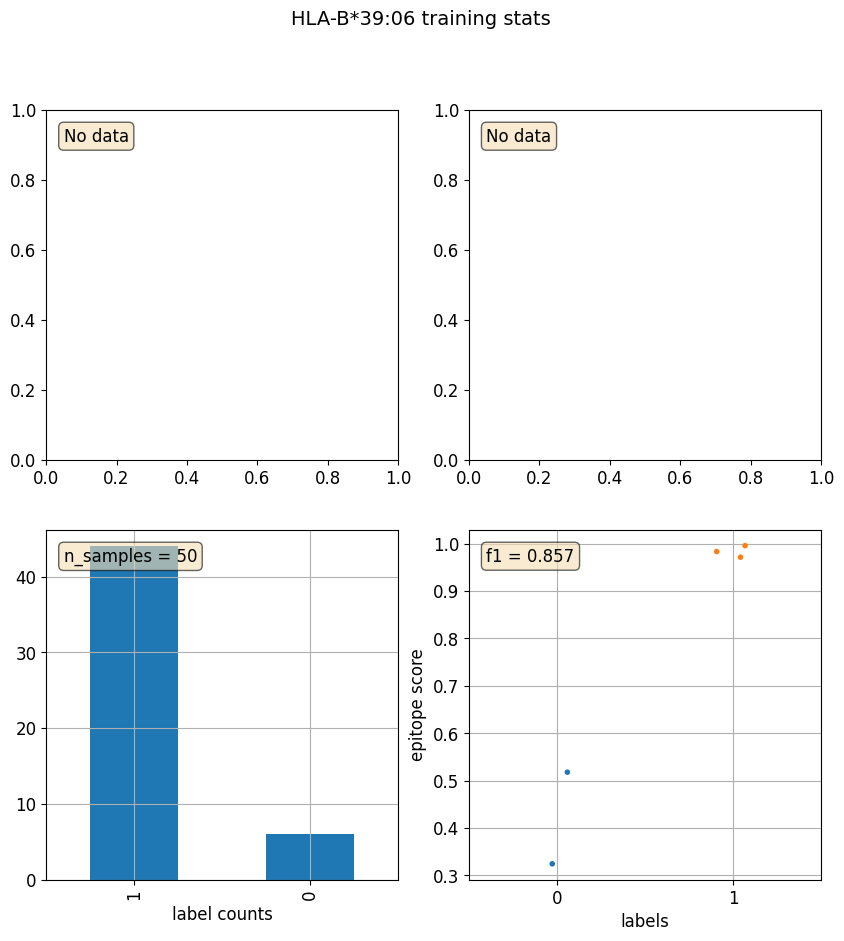 HLA-B*39:06 training stats
No data
1.0
0.8
0.6
0.4
0.2
0.0
0.0 0.2 0.4 0.6 0.8 1.0
No data
1.0
0.8
0.6
0.4
0.2
0.0
0.0 0.2 0.4 0.6 0.8 1.0
n_samples = 50
40
30
20
10
0
1 0
label counts
f1 = 0.857
epitope score
1.0
0.9
0.8
0.7
0.6
0.5
0.4
0.3
0 1
labels